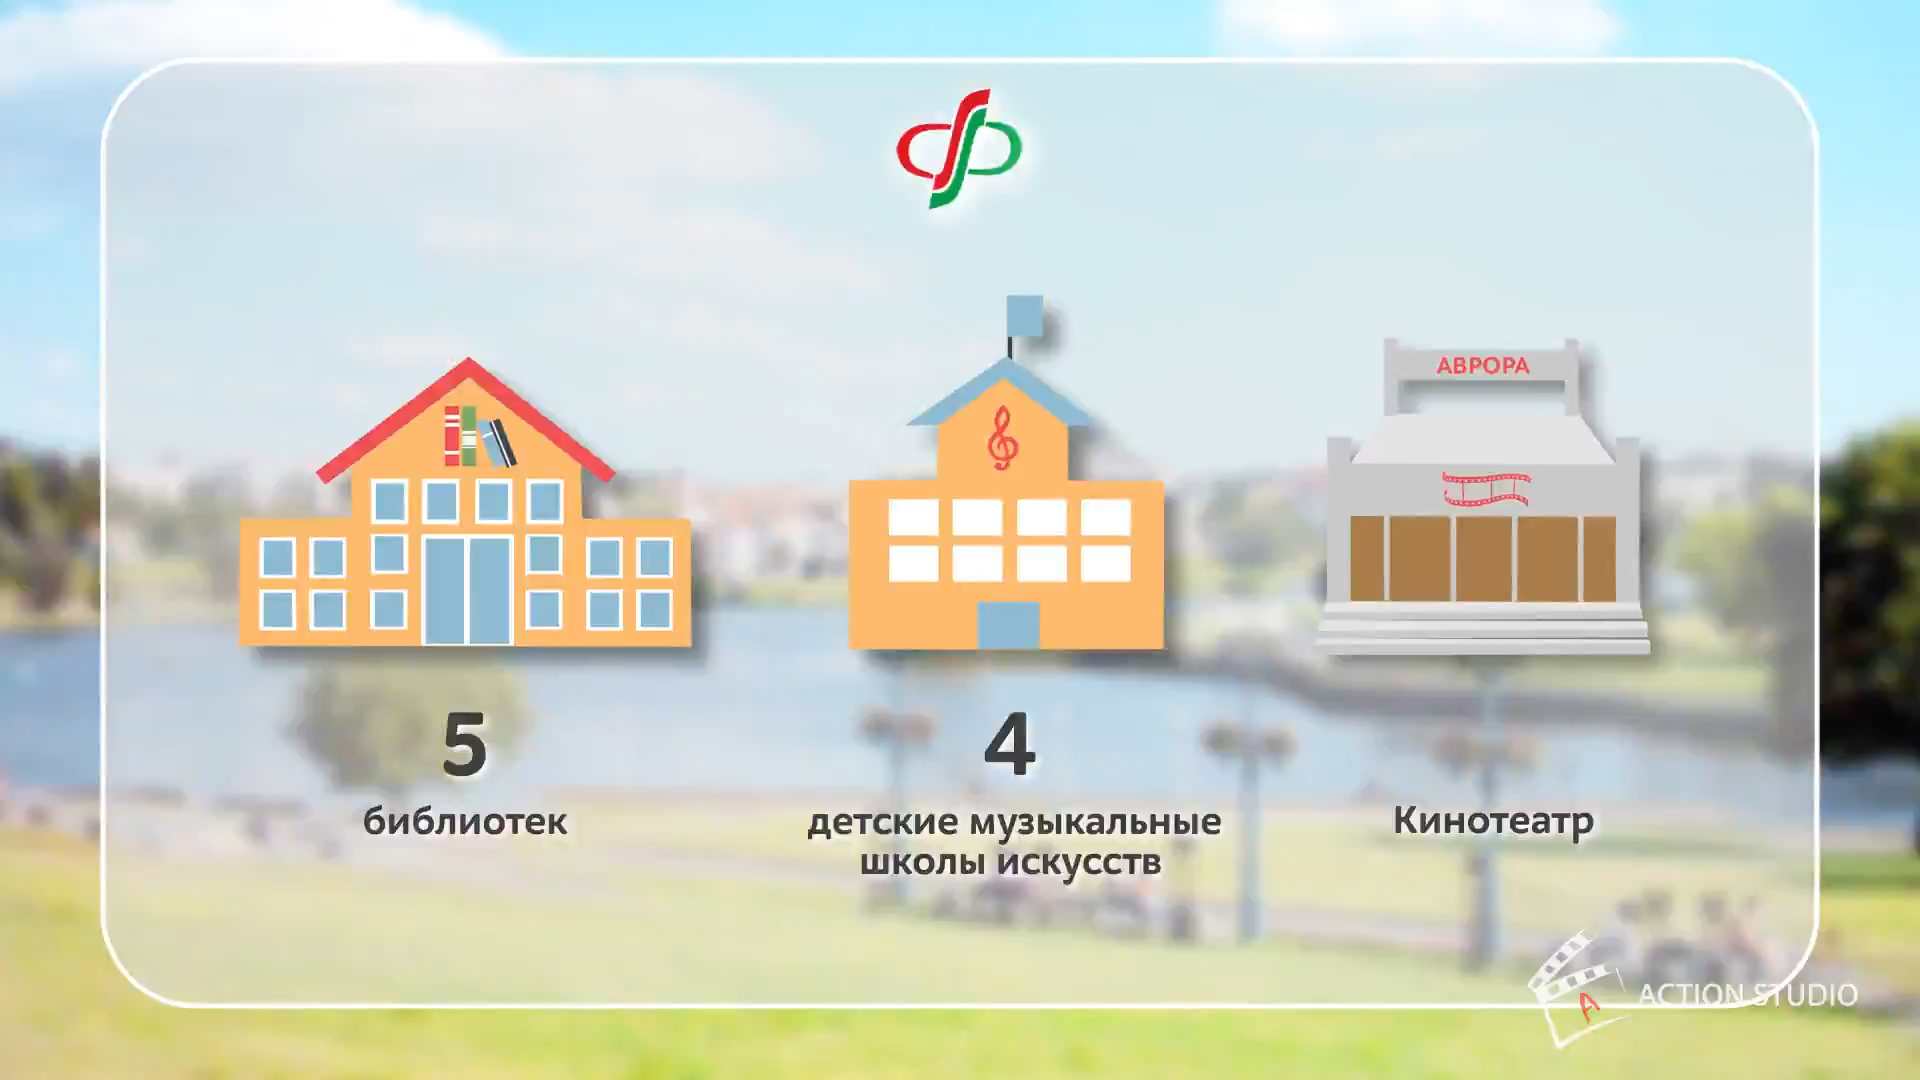 АВРОРА
5
библиотек
4
детские музыкальные
школы искусств
Кинотеатр
A
ACTION STUDIO